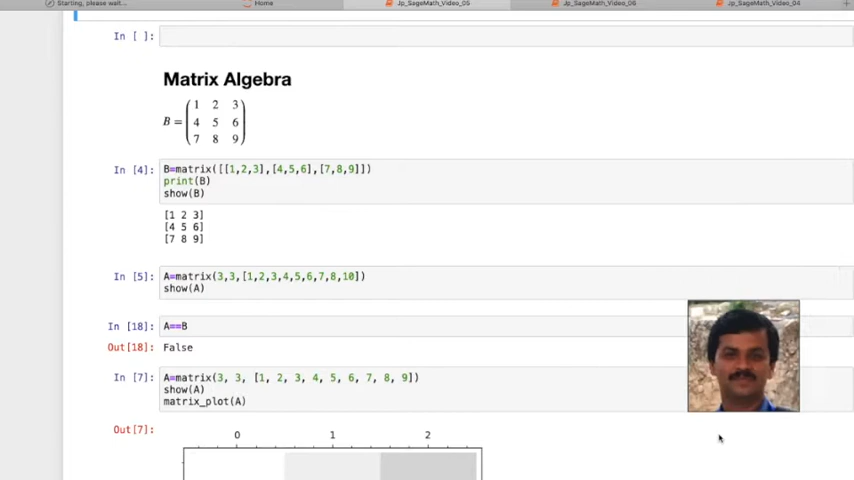 Starting, please wait...
Home
Jp_SageMath_Video_05
Jp_SageMath_Video_06
Jp_SageMath_Video_04
In [ ]:
Matrix Algebra
B = ( 1 2 3
4 5 6
7 8 9 )
In [4]: B=matrix([[1,2,3],[4,5,6],[7,8,9]])
print(B)
show(B)
[1 2 3]
[4 5 6]
[7 8 9]
In [5]: A=matrix(3,3,[1,2,3,4,5,6,7,8,10])
show(A)
In [18]: A==B
Out[18]: False
In [7]: A=matrix(3, 3, [1, 2, 3, 4, 5, 6, 7, 8, 9])
show(A)
matrix_plot(A)
Out[7]:
0 1 2